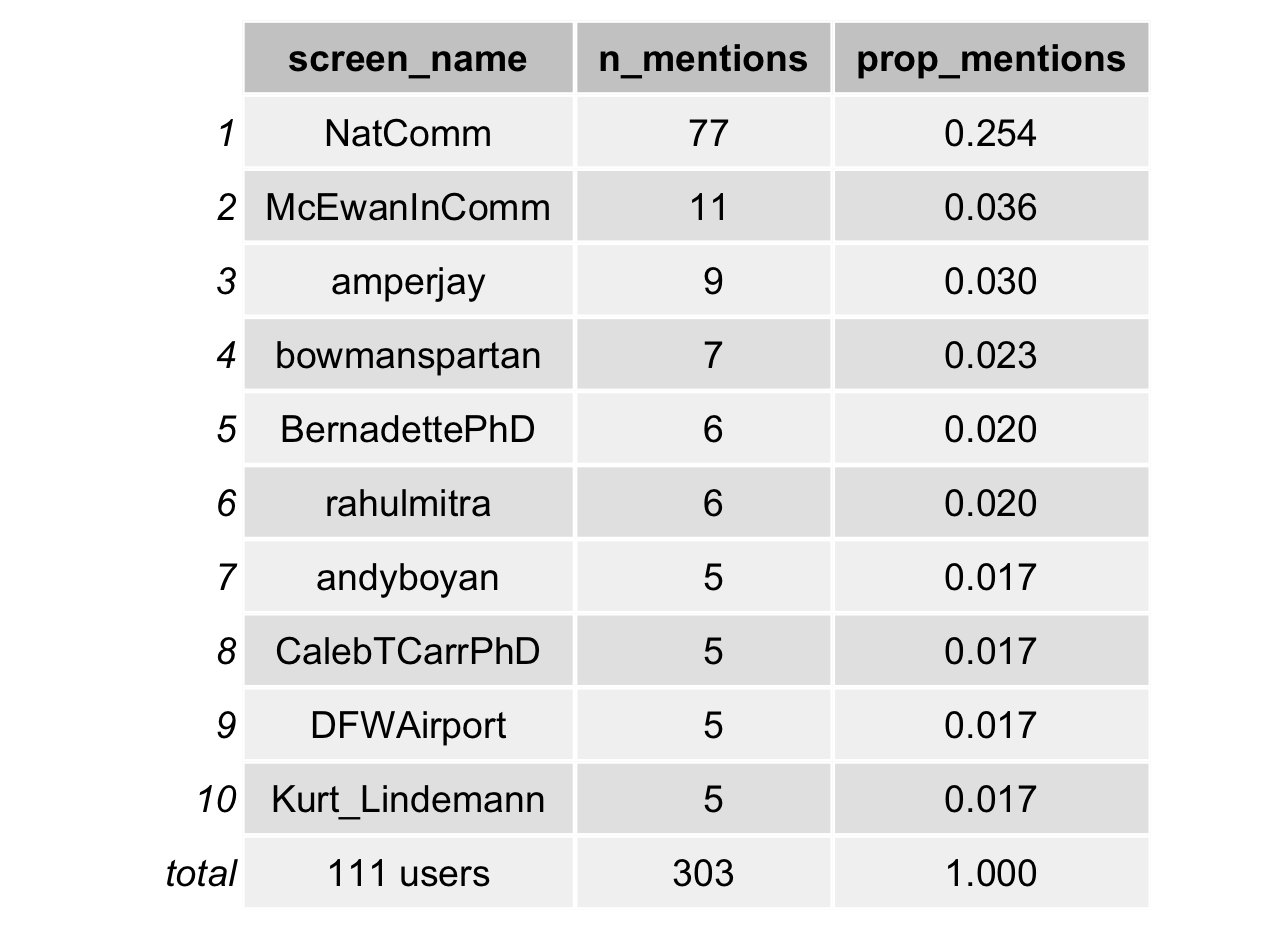 screen_name n_mentions prop_mentions
1 NatComm 77 0.254
2 McEwanInComm 11 0.036
3 amperjay 9 0.030
4 bowmanspartan 7 0.023
5 BernadettePhD 6 0.020
6 rahulmitra 6 0.020
7 andyboyan 5 0.017
8 CalebTCarrPhD 5 0.017
9 DFWAirport 5 0.017
10 Kurt_Lindemann 5 0.017
total 111 users 303 1.000